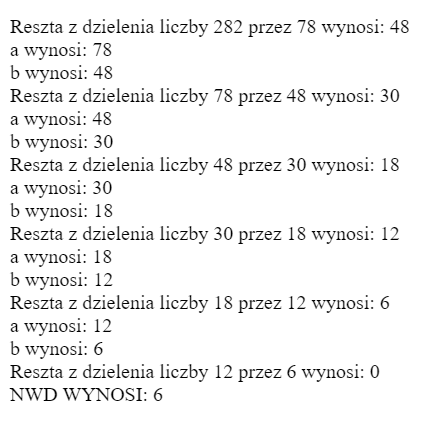 Reszta z dzielenia liczby 282 przez 78 wynosi: 48
a wynosi: 78
b wynosi: 48
Reszta z dzielenia liczby 78 przez 48 wynosi: 30
a wynosi: 48
b wynosi: 30
Reszta z dzielenia liczby 48 przez 30 wynosi: 18
a wynosi: 30
b wynosi: 18
Reszta z dzielenia liczby 30 przez 18 wynosi: 12
a wynosi: 18
b wynosi: 12
Reszta z dzielenia liczby 18 przez 12 wynosi: 6
a wynosi: 12
b wynosi: 6
Reszta z dzielenia liczby 12 przez 6 wynosi: 0
NWD WYNOSI: 6